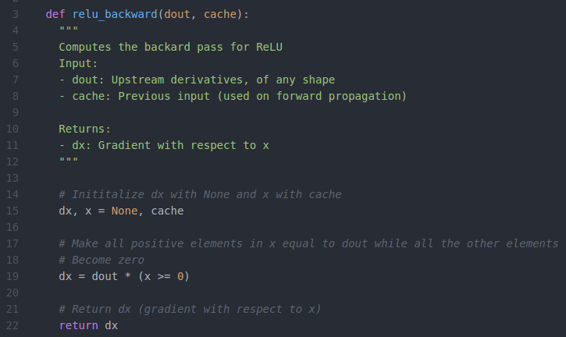 3 def relu_backward(dout, cache):
4 """
5 Computes the backard pass for ReLU
6 Input:
7 - dout: Upstream derivatives, of any shape
8 - cache: Previous input (used on forward propagation)
9
10 Returns:
11 - dx: Gradient with respect to x
12 """
13
14 # Inititalize dx with None and x with cache
15 dx, x = None, cache
16
17 # Make all positive elements in x equal to dout while all the other elements
18 # Become zero
19 dx = dout * (x >= 0)
20
21 # Return dx (gradient with respect to x)
22 return dx